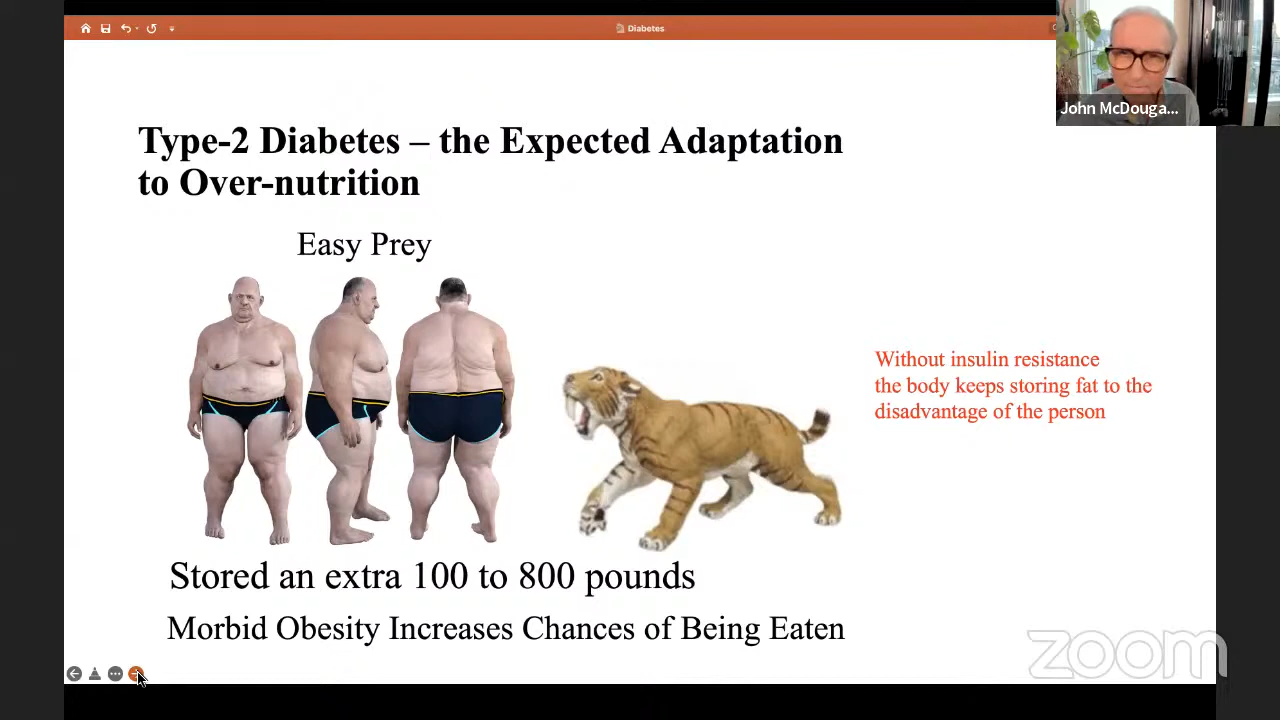 Diabetes
John McDouga...
Type-2 Diabetes – the Expected Adaptation
to Over-nutrition
Easy Prey
Without insulin resistance
the body keeps storing fat to the
disadvantage of the person
Stored an extra 100 to 800 pounds
Morbid Obesity Increases Chances of Being Eaten
zoom